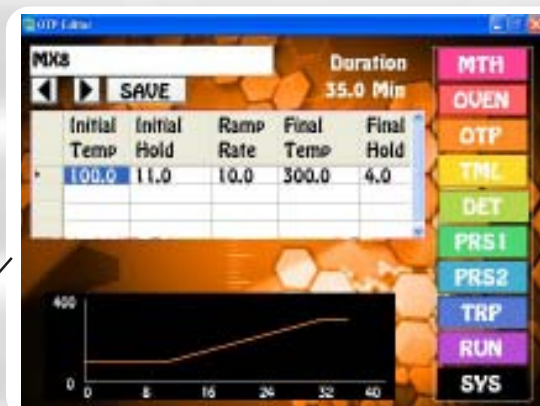 OTP Editor
MX8
Duration
SAVE
35.0 Min
Initial Initial Ramp Final Final
Temp Hold Rate Temp Hold
100.0 11.0 10.0 300.0 4.0
400
0
0 8 16 24 32 40
MTH
OVEN
OTP
TML
DET
PRS1
PRS2
TRP
RUN
SYS